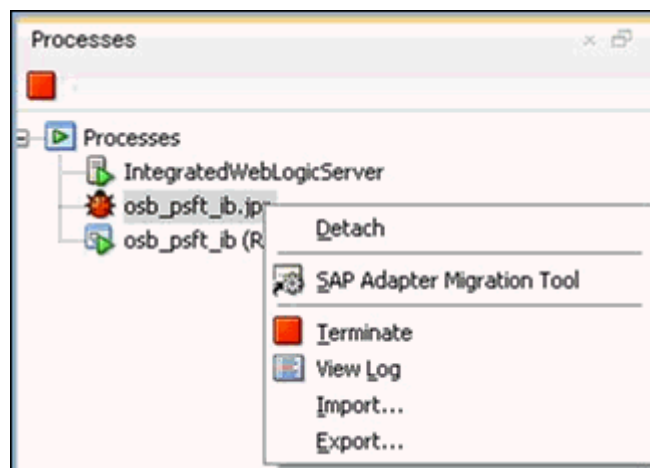 Processes
Processes
IntegratedWebLogicServer
osb_psft_ib.jpr
osb_psft_ib (R
Detach
SAP Adapter Migration Tool
Terminate
View Log
Import...
Export...